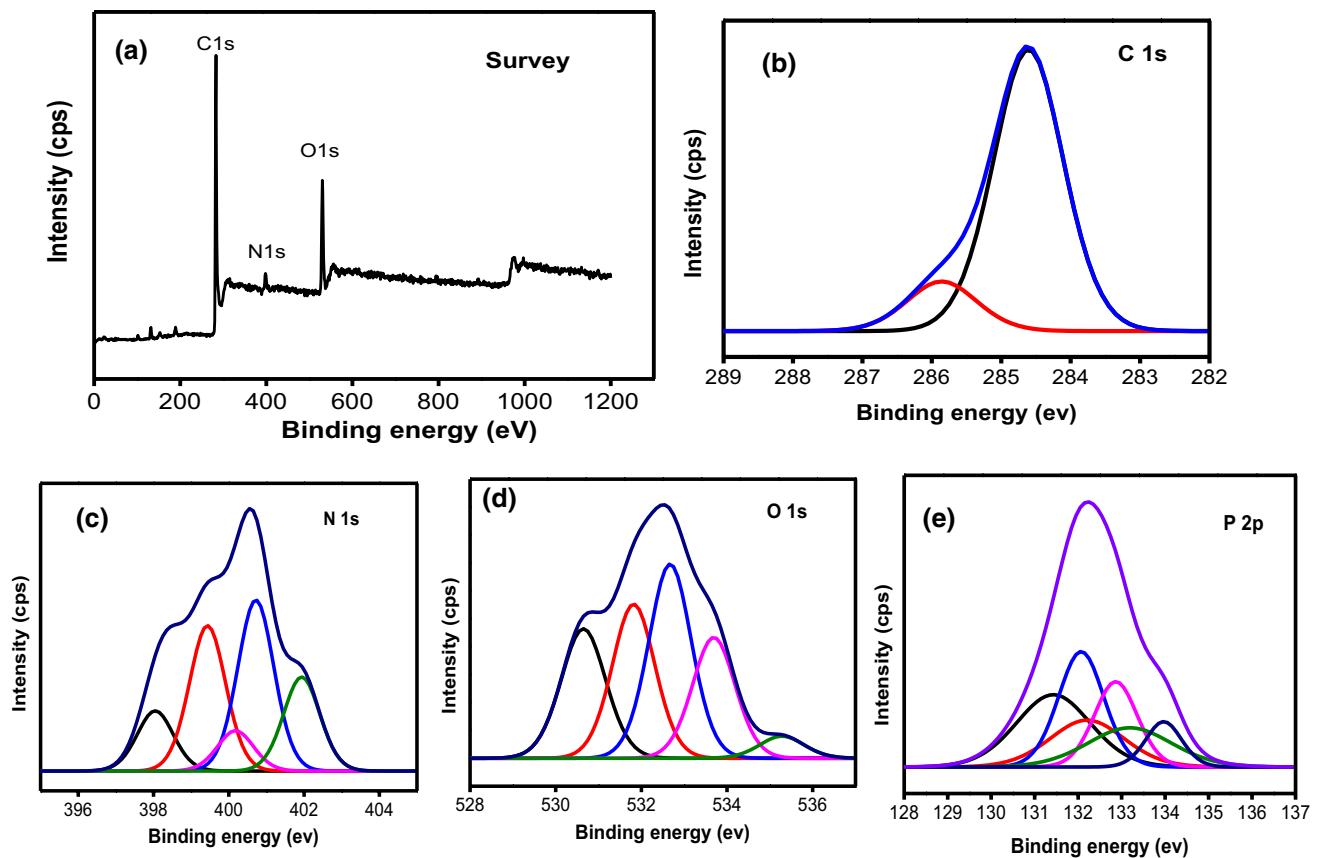 (a)
C1s
Survey
O1s
N1s
Intensity (cps)
0 200 400 600 800 1000 1200
Binding energy (eV)
(b)
C 1s
Intensity (cps)
289 288 287 286 285 284 283 282
Binding energy (ev)
(c)
N 1s
Intensity (cps)
396 398 400 402 404
Binding energy (ev)
(d)
O 1s
Intensity (cps)
528 530 532 534 536
Binding energy (ev)
(e)
P 2p
Intensity (cps)
128 129 130 131 132 133 134 135 136 137
Binding energy (ev)